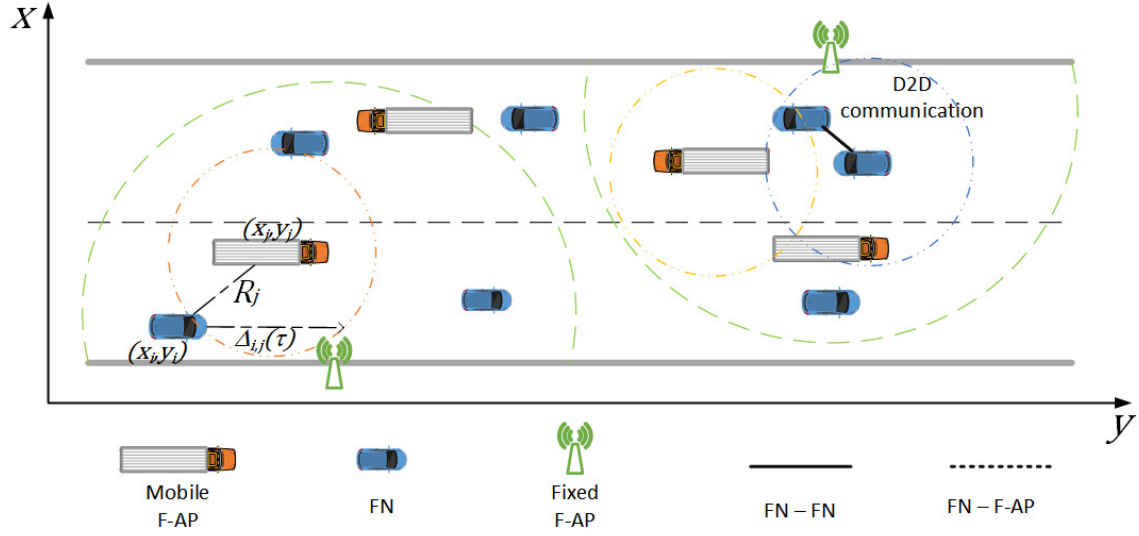 X
D2D
communication
(xⱼ,yⱼ)
Rⱼ
(xᵢ,yᵢ)
Δᵢ,ⱼ(τ)
y
Mobile
F-AP
FN
Fixed
F-AP
FN – FN
FN – F-AP